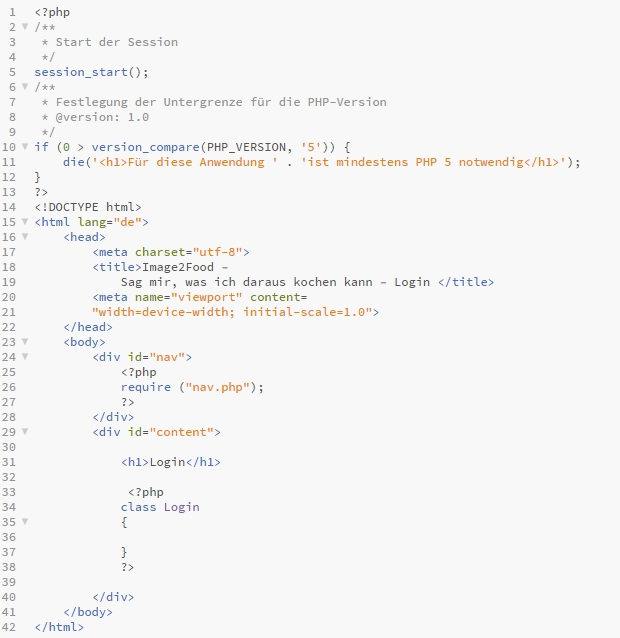 1 <?php
2 /**
3  * Start der Session
4  */
5 session_start();
6 /**
7  * Festlegung der Untergrenze für die PHP-Version
8  * @version: 1.0
9  */
10 if (0 > version_compare(PHP_VERSION, '5')) {
11     die('<h1>Für diese Anwendung ' . 'ist mindestens PHP 5 notwendig</h1>');
12 }
13 ?>
14 <!DOCTYPE html>
15 <html lang="de">
16     <head>
17         <meta charset="utf-8">
18         <title>Image2Food –
19             Sag mir, was ich daraus kochen kann – Login </title>
20         <meta name="viewport" content=
21         "width=device-width; initial-scale=1.0">
22     </head>
23     <body>
24         <div id="nav">
25             <?php
26             require ("nav.php");
27             ?>
28         </div>
29         <div id="content">
30
31             <h1>Login</h1>
32
33              <?php
34             class Login
35             {
36
37             }
38             ?>
39
40         </div>
41     </body>
42 </html>